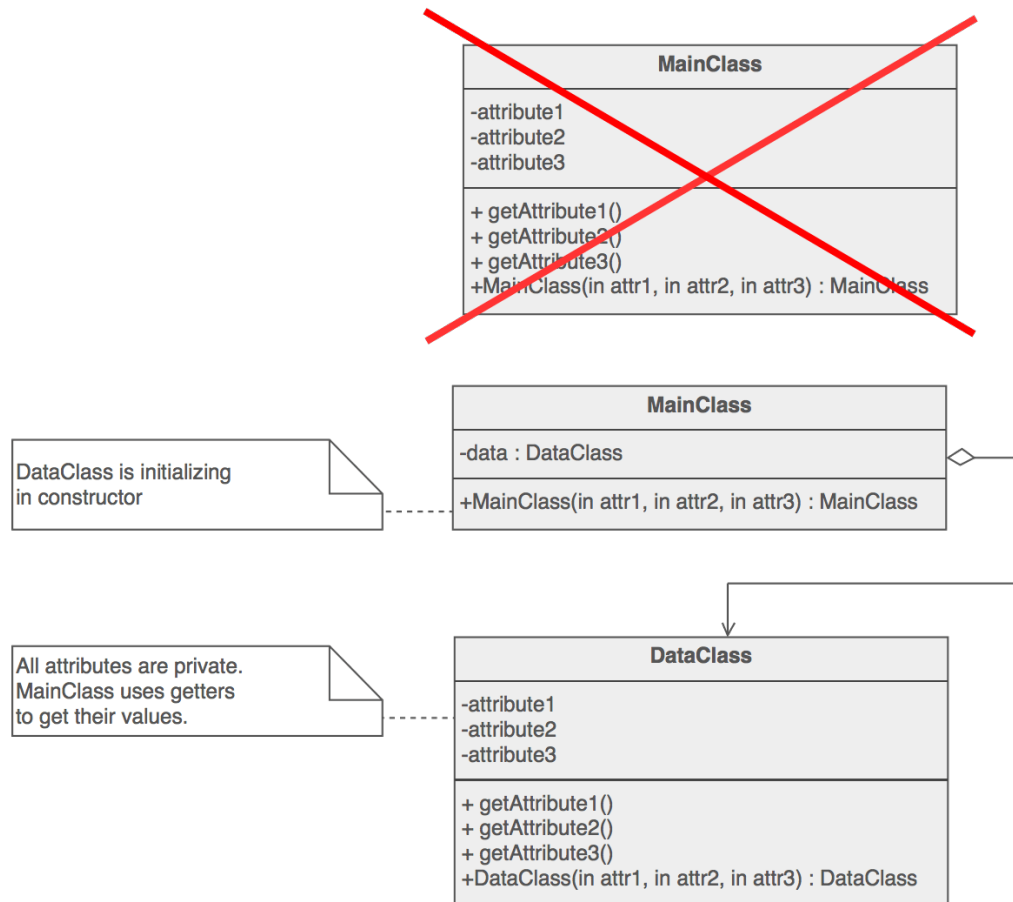 MainClass
-attribute1
-attribute2
-attribute3
+ getAttribute1()
+ getAttribute2()
+ getAttribute3()
+MainClass(in attr1, in attr2, in attr3) : MainClass
MainClass
-data : DataClass
+MainClass(in attr1, in attr2, in attr3) : MainClass
DataClass is initializing
in constructor
DataClass
-attribute1
-attribute2
-attribute3
+ getAttribute1()
+ getAttribute2()
+ getAttribute3()
+DataClass(in attr1, in attr2, in attr3) : DataClass
All attributes are private.
MainClass uses getters
to get their values.